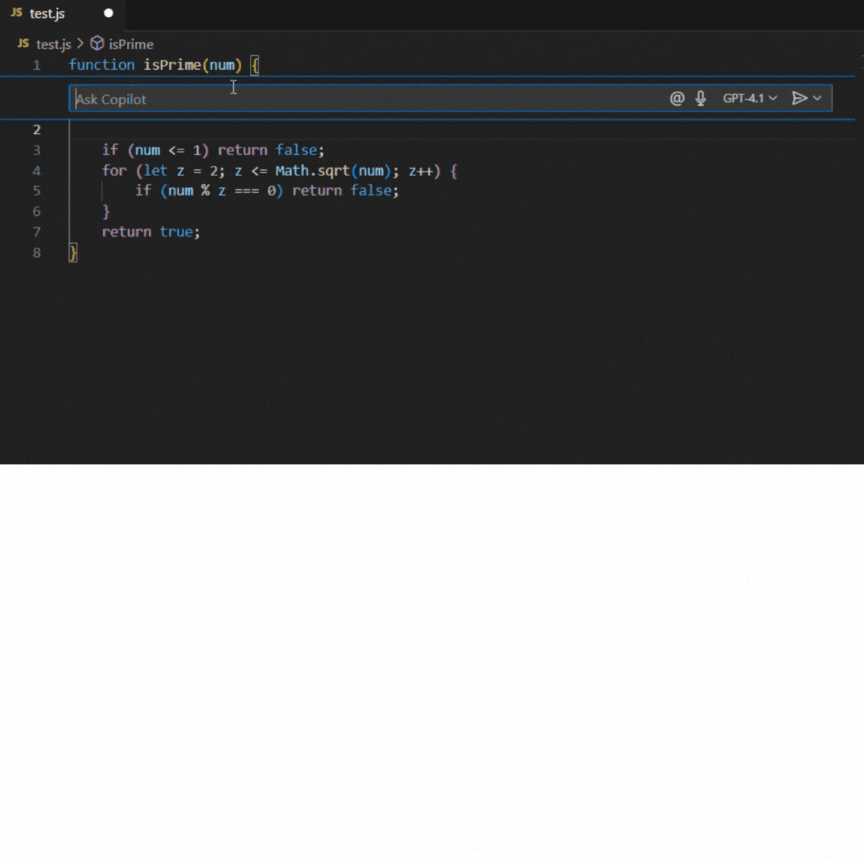 JS test.js
JS test.js > isPrime
1 function isPrime(num) {
Ask Copilot @ GPT-4.1
2
3 if (num <= 1) return false;
4 for (let z = 2; z <= Math.sqrt(num); z++) {
5 if (num % z === 0) return false;
6 }
7 return true;
8 }